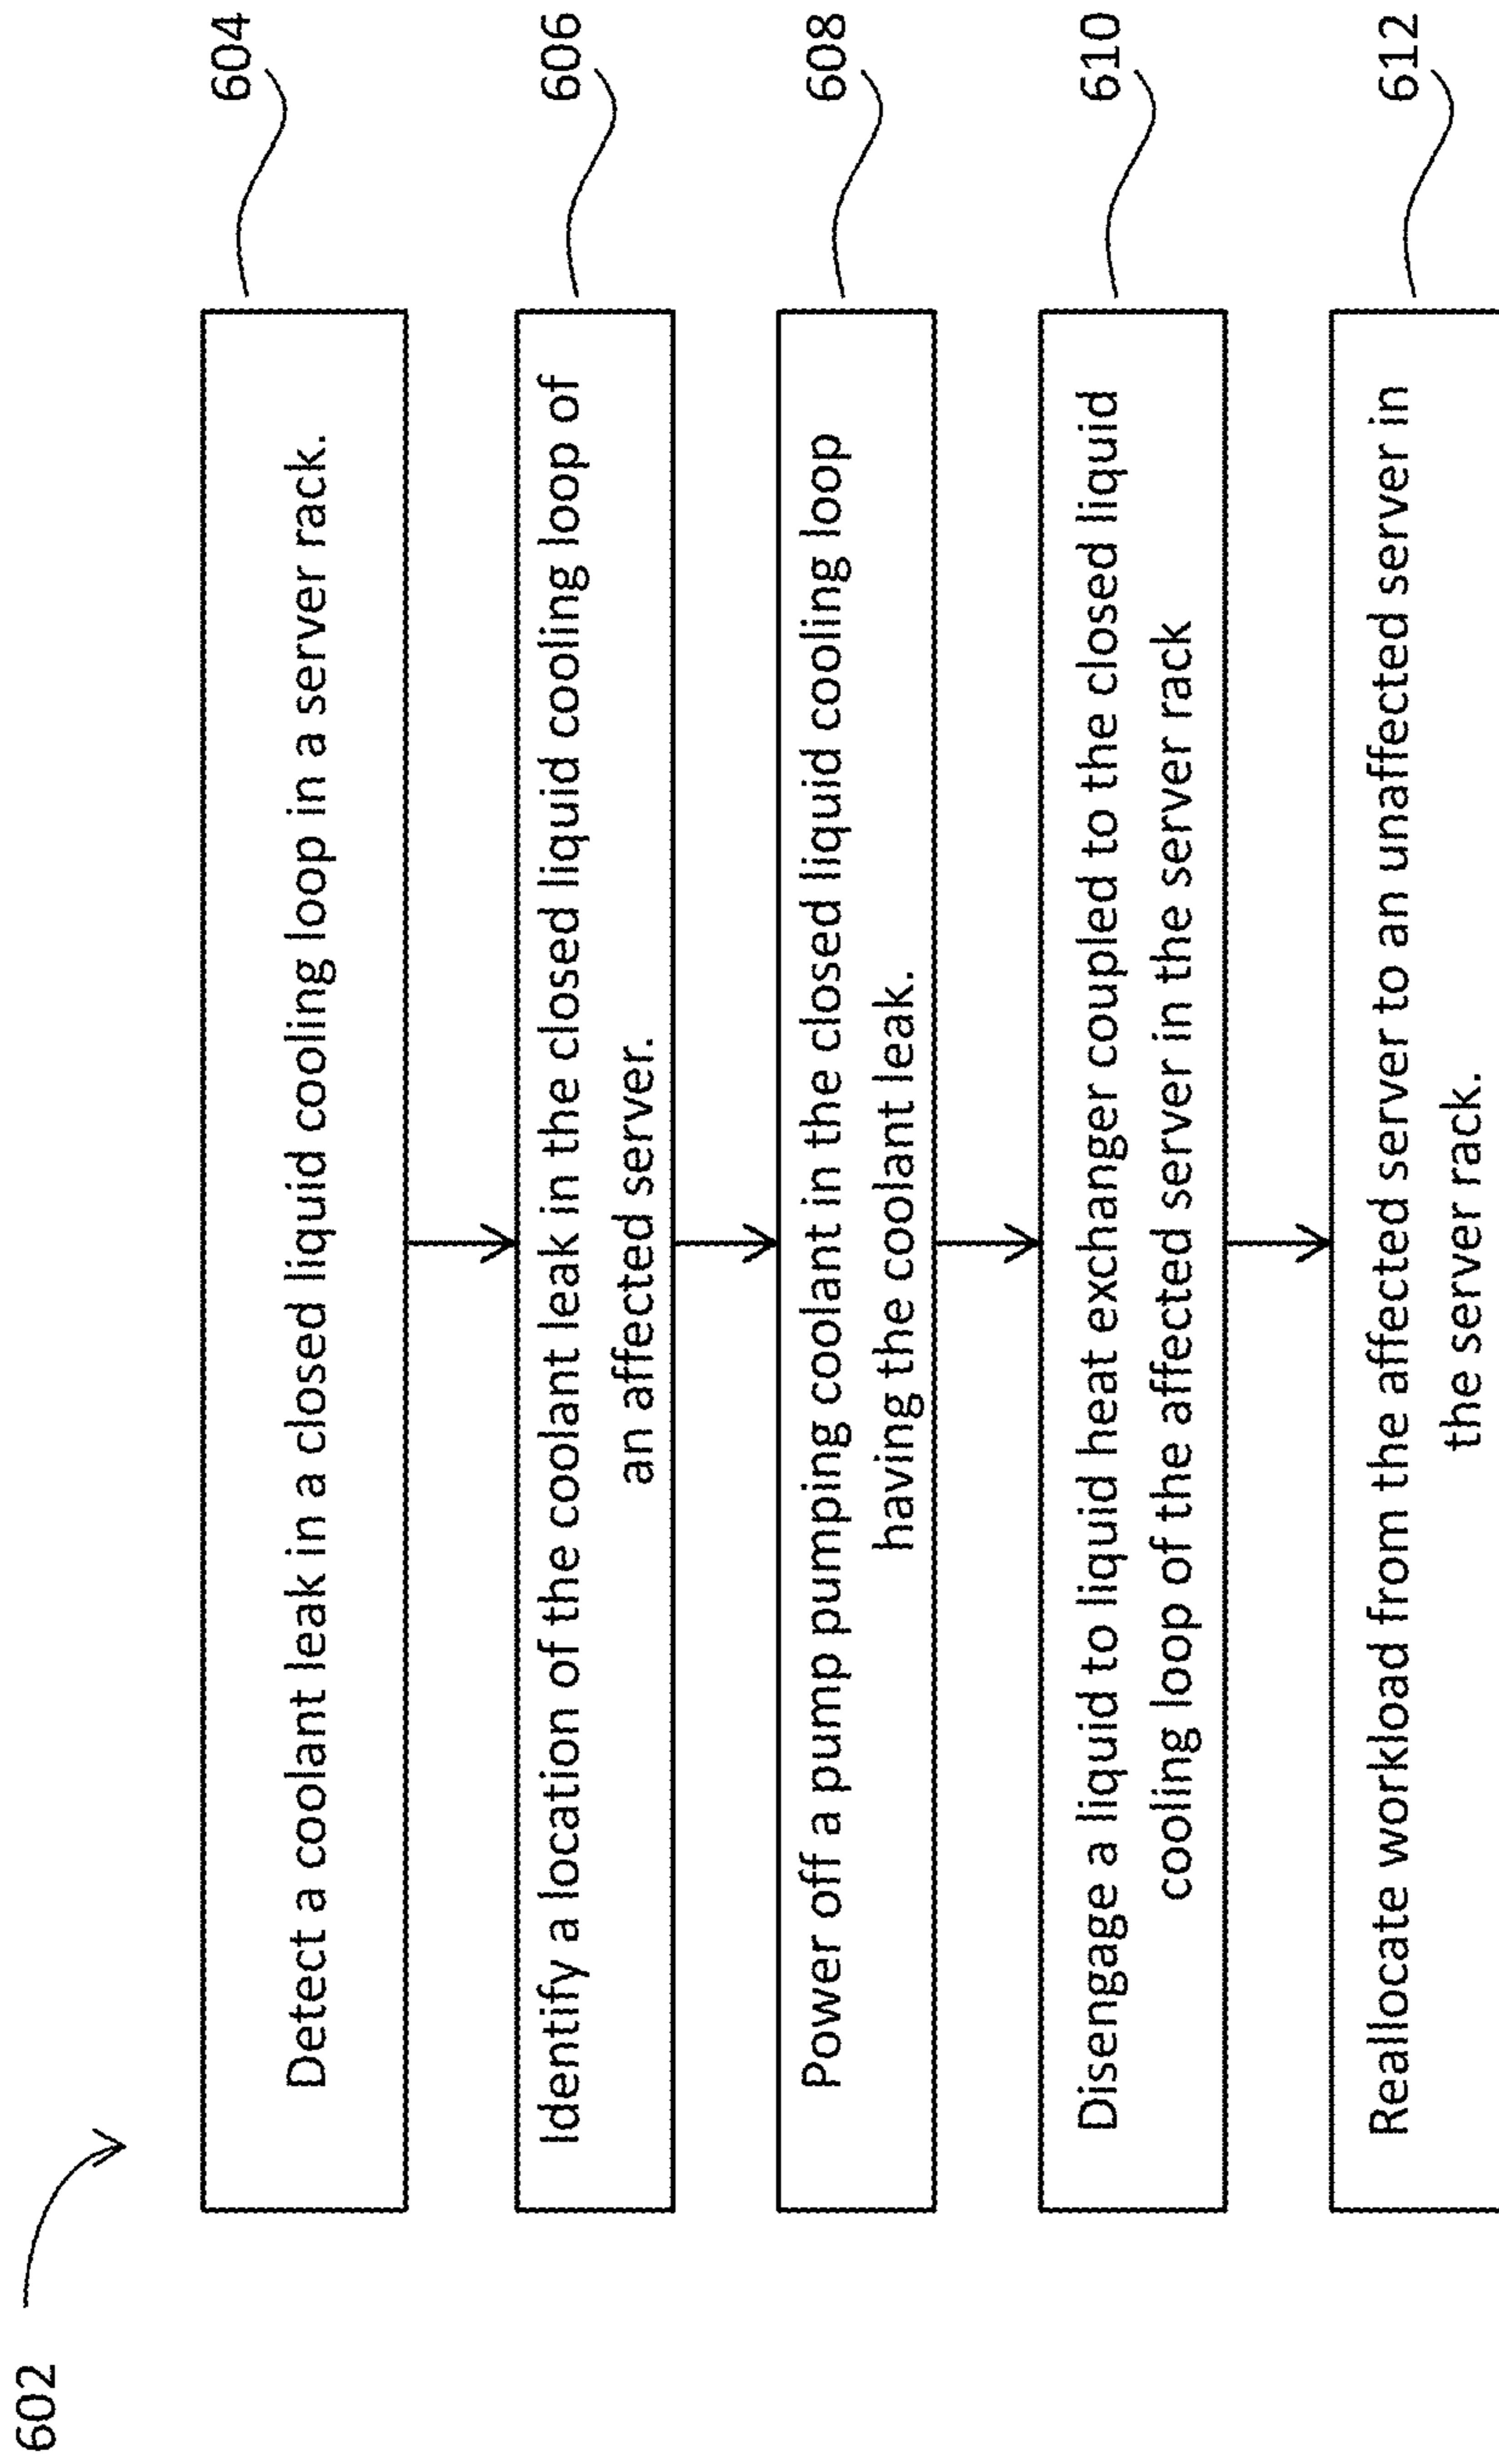 602
Detect a coolant leak in a closed liquid cooling loop in a server rack.
604
Identify a location of the coolant leak in the closed liquid cooling loop of
an affected server.
606
Power off a pump pumping coolant in the closed liquid cooling loop
having the coolant leak.
608
Disengage a liquid to liquid heat exchanger coupled to the closed liquid
cooling loop of the affected server in the server rack
610
Reallocate workload from the affected server to an unaffected server in
the server rack.
612